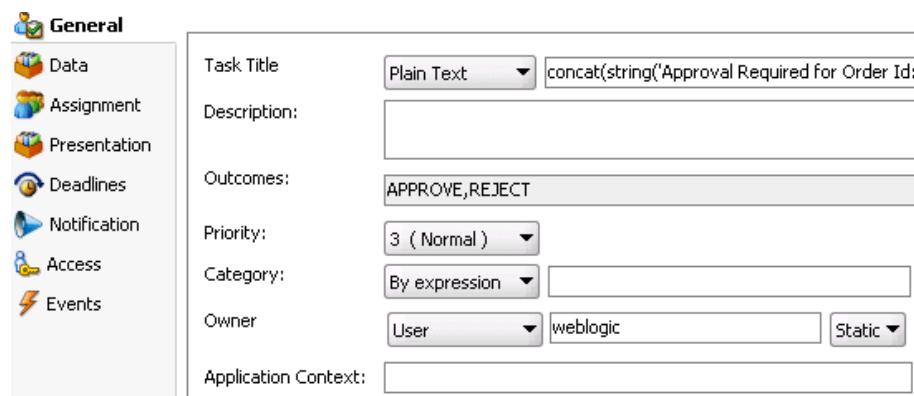 General
Data
Assignment
Presentation
Deadlines
Notification
Access
Events
Task Title Plain Text concat(string('Approval Required for Order Id:
Description:
Outcomes: APPROVE,REJECT
Priority: 3 (Normal)
Category: By expression
Owner User weblogic Static
Application Context: